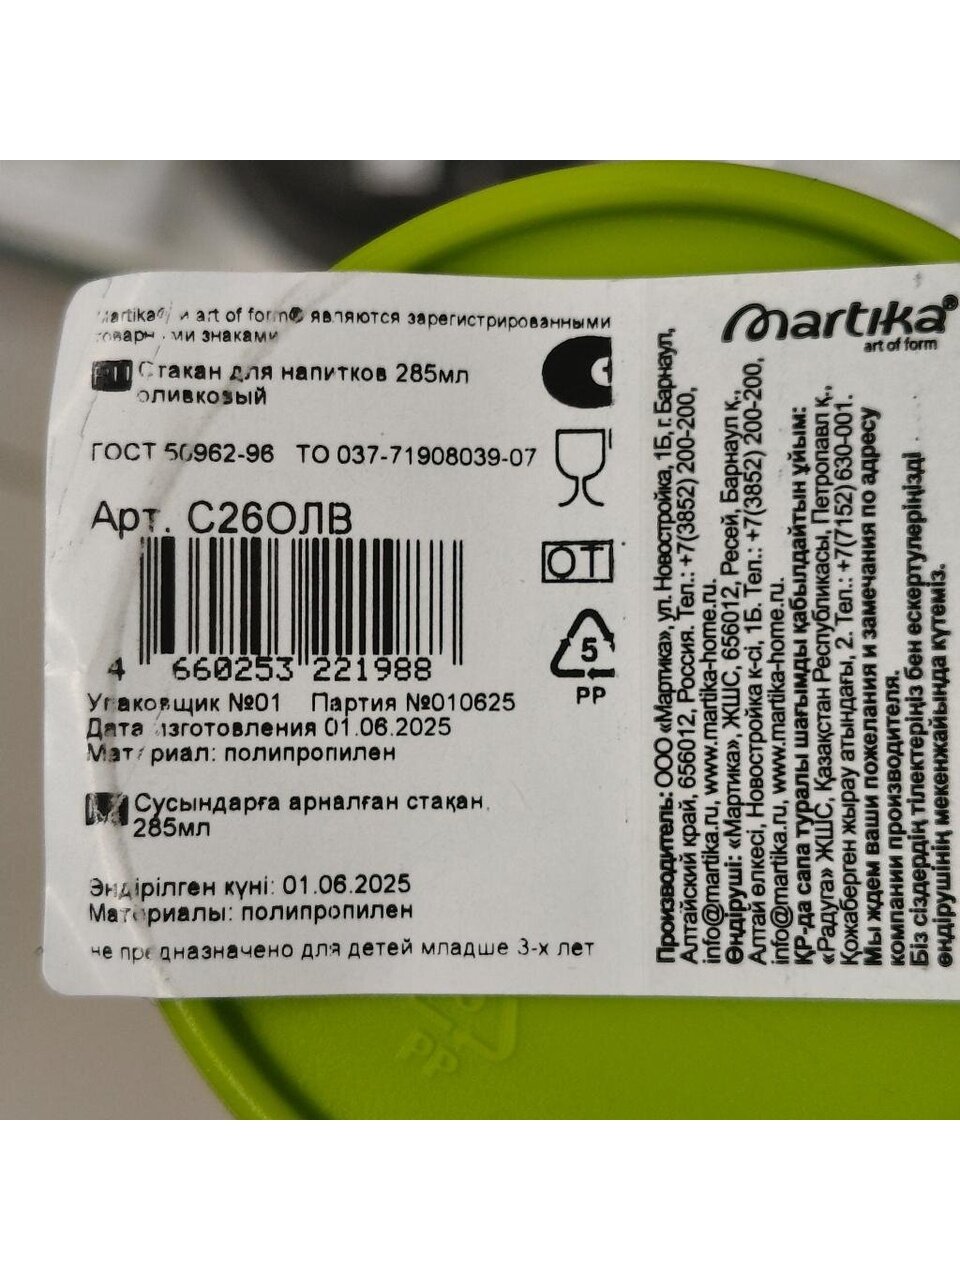 Martika® и art of form® являются зарегистрированными
товарными знаками
RU Стакан для напитков 285мл
оливковый
ГОСТ 50962-96 ТО 037-71908039-07
Арт. С26ОЛВ
4 660253 221988
Упаковщик №01 Партия №010625
Дата изготовления 01.06.2025
Материал: полипропилен
Сусындарға арналған стакан,
285мл
Эндірілген күні: 01.06.2025
Материалы: полипропилен
не предназначено для детей младше 3-х лет
ОТ
5
PP
Martika®
art of form
Производитель: ООО «Мартика», ул. Новостройка, 1Б, г. Барнаул,
Алтайский край, 656012, Россия. Тел.: +7(3852) 200-200,
info@martika.ru, www.martika-home.ru.
Өндіруші: «Мартика», ЖШС, 656012, Ресей, Барнаул к.,
Алтай өлкесі, Новостройка к-сі, 1Б. Тел.: +7(3852) 200-200,
info@martika.ru, www.martika-home.ru.
ҚР-да сапа туралы шағымды қабылдайтын ұйым:
«Радуга» ЖШС, Қазақстан Республикасы, Петропавл қ.,
Қожаберген жырау атындағы, 2. Тел.: +7(7152) 630-001.
Мы ждем ваши пожелания и замечания по адресу
компании производителя.
Біз сіздердің тілектеріңіз бен ескертулеріңізді
өндірушінің мекенжайында күтеміз.
PP